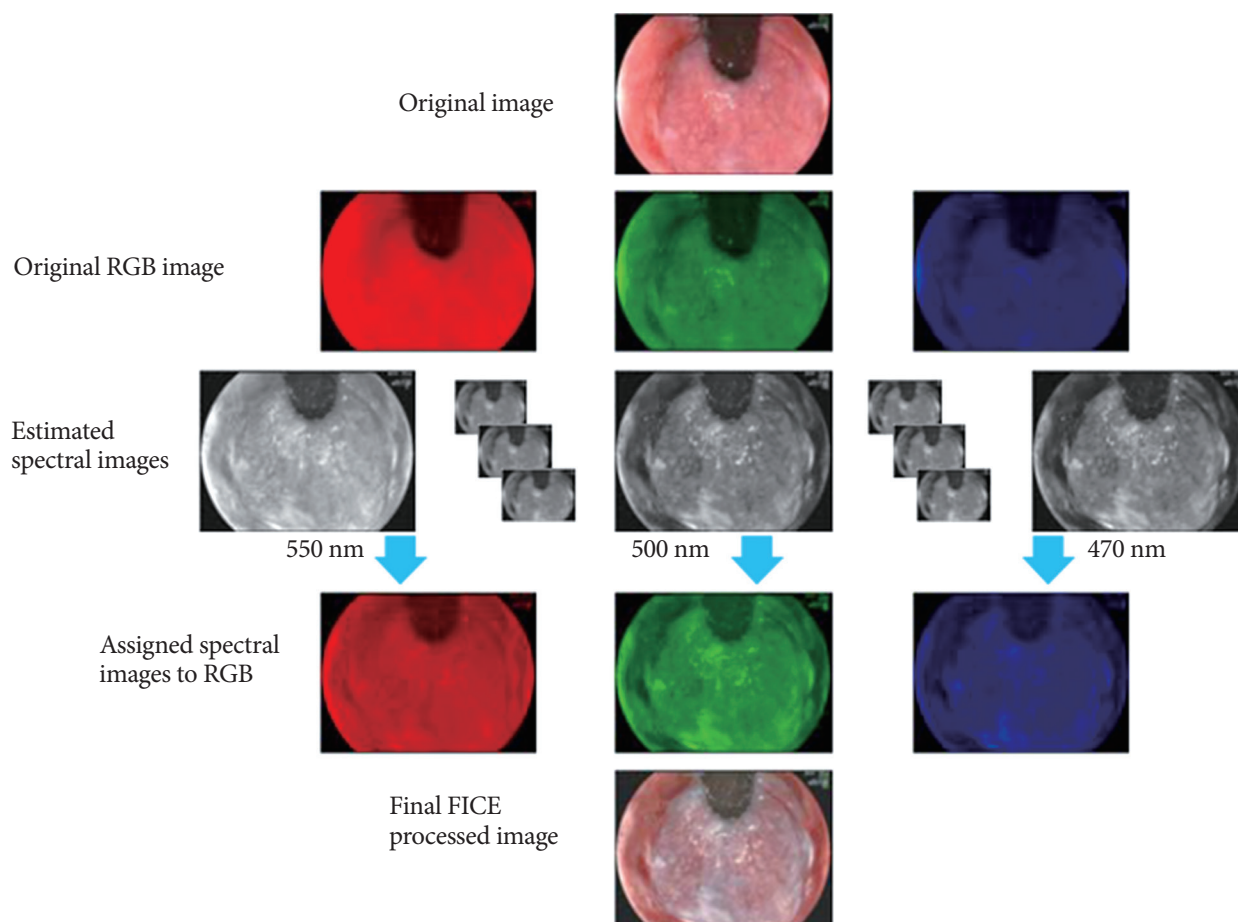 Original image
Original RGB image
Estimated
spectral images
550 nm
500 nm
470 nm
Assigned spectral
images to RGB
Final FICE
processed image